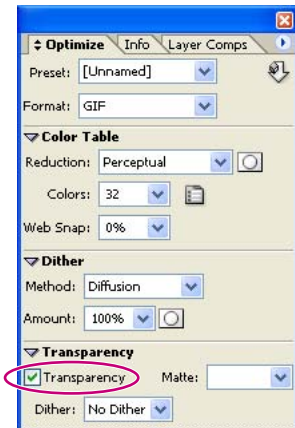 Optimize Info Layer Comps
Preset: [Unnamed]
Format: GIF
Color Table
Reduction: Perceptual
Colors: 32
Web Snap: 0%
Dither
Method: Diffusion
Amount: 100%
Transparency
Transparency Matte:
Dither: No Dither